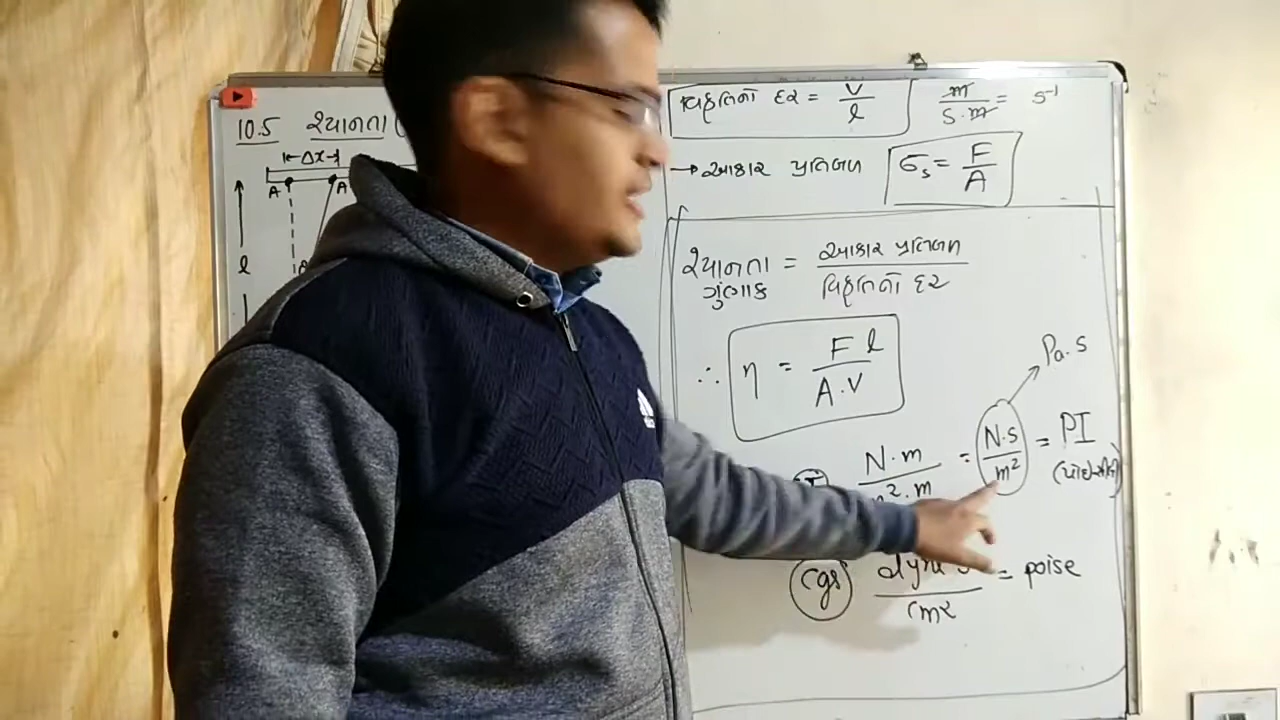 10.5 શ્યાનતા (
←Δx→
A A
l
વિકૃતિનો દર = V/l m/s·m = s⁻¹
→ આકાર પ્રતિબળ σₛ = F/A
શ્યાનતા ગુણાંક = આકાર પ્રતિબળ / વિકૃતિનો દર
∴ η = F l / A·V
Pa·s
N·m / m²·m = N·s / m² = PI
(પોઇસીલ)
cgs / cm² = poise